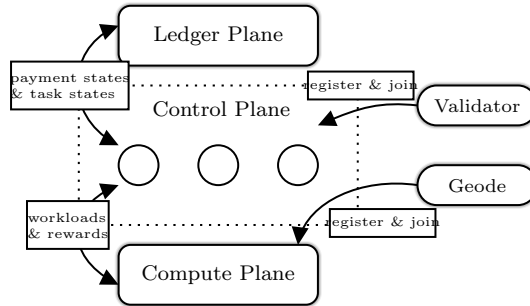 Ledger Plane
payment states
& task states
register & join
Control Plane
Validator
Geode
workloads
& rewards
register & join
Compute Plane